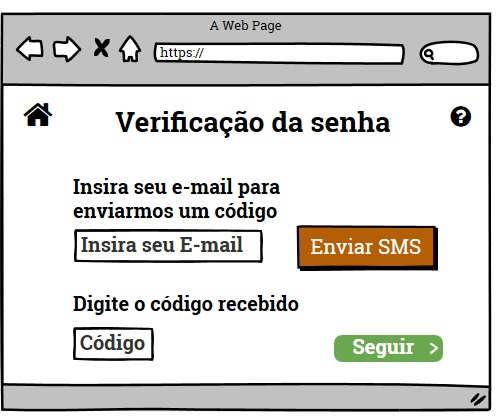 A Web Page
https://
Verificação da senha
?
Insira seu e-mail para
enviarmos um código
Insira seu E-mail
Enviar SMS
Digite o código recebido
Código
Seguir >